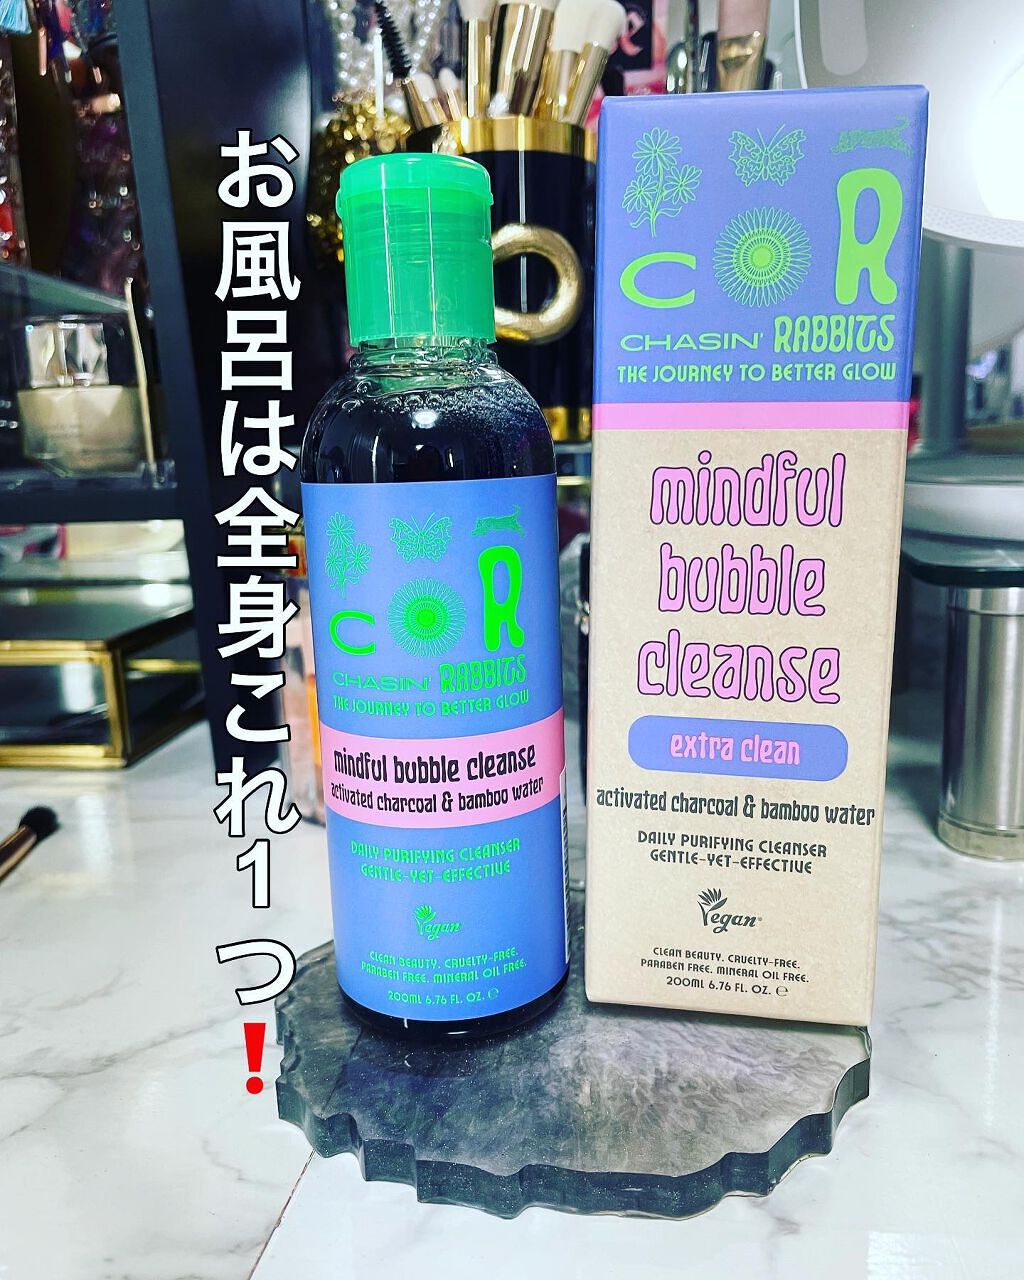 お風呂は全身これ1つ❗
C O R
CHASIN' RABBITS
THE JOURNEY TO BETTER GLOW
mindful bubble cleanse
activated charcoal & bamboo water
DAILY PURIFYING CLEANSER
GENTLE-YET-EFFECTIVE
Vegan
CLEAN BEAUTY. CRUELTY-FREE.
PARABEN FREE. MINERAL OIL FREE.
200ML 6.76 FL. OZ. ℮
C O R
CHASIN' RABBITS
THE JOURNEY TO BETTER GLOW
mindful
bubble
cleanse
extra clean
activated charcoal & bamboo water
DAILY PURIFYING CLEANSER
GENTLE-YET-EFFECTIVE
Vegan
CLEAN BEAUTY. CRUELTY-FREE.
PARABEN FREE. MINERAL OIL FREE.
200ML 6.76 FL. OZ. ℮